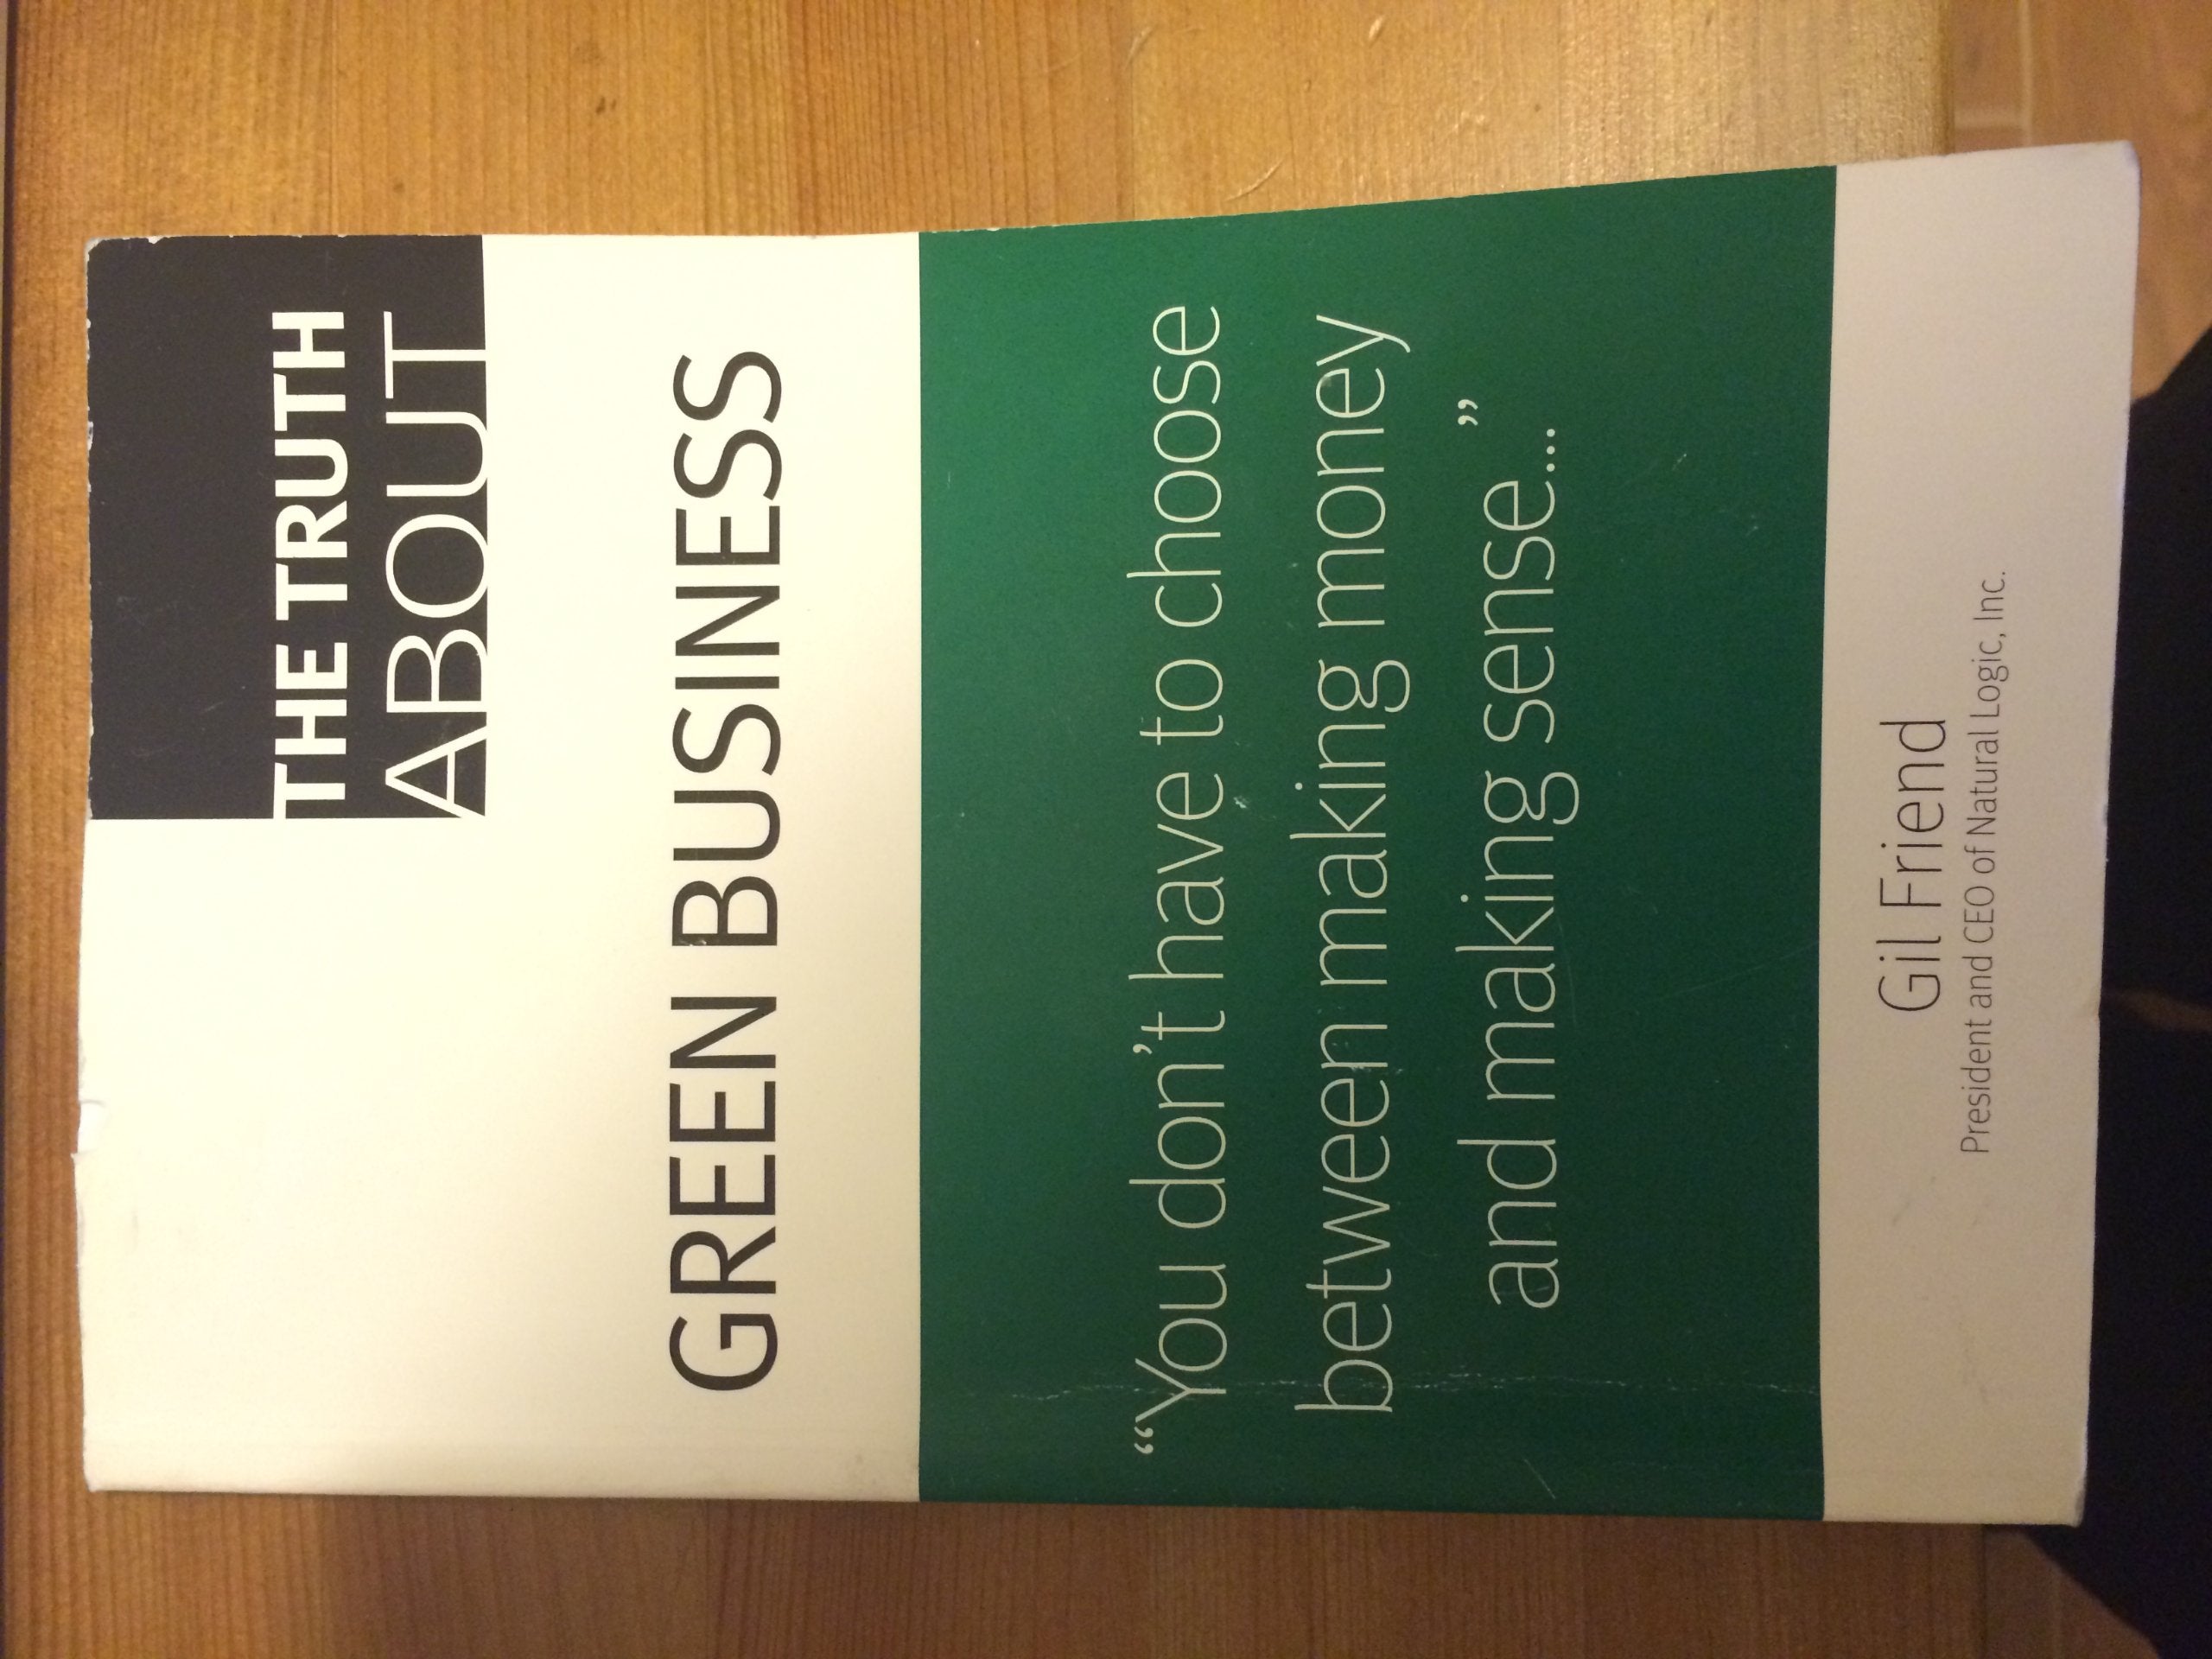 THE TRUTH
ABOUT
GREEN BUSINESS
“You don’t have to choose
between making money
and making sense...”
Gil Friend
President and CEO of Natural Logic, Inc.